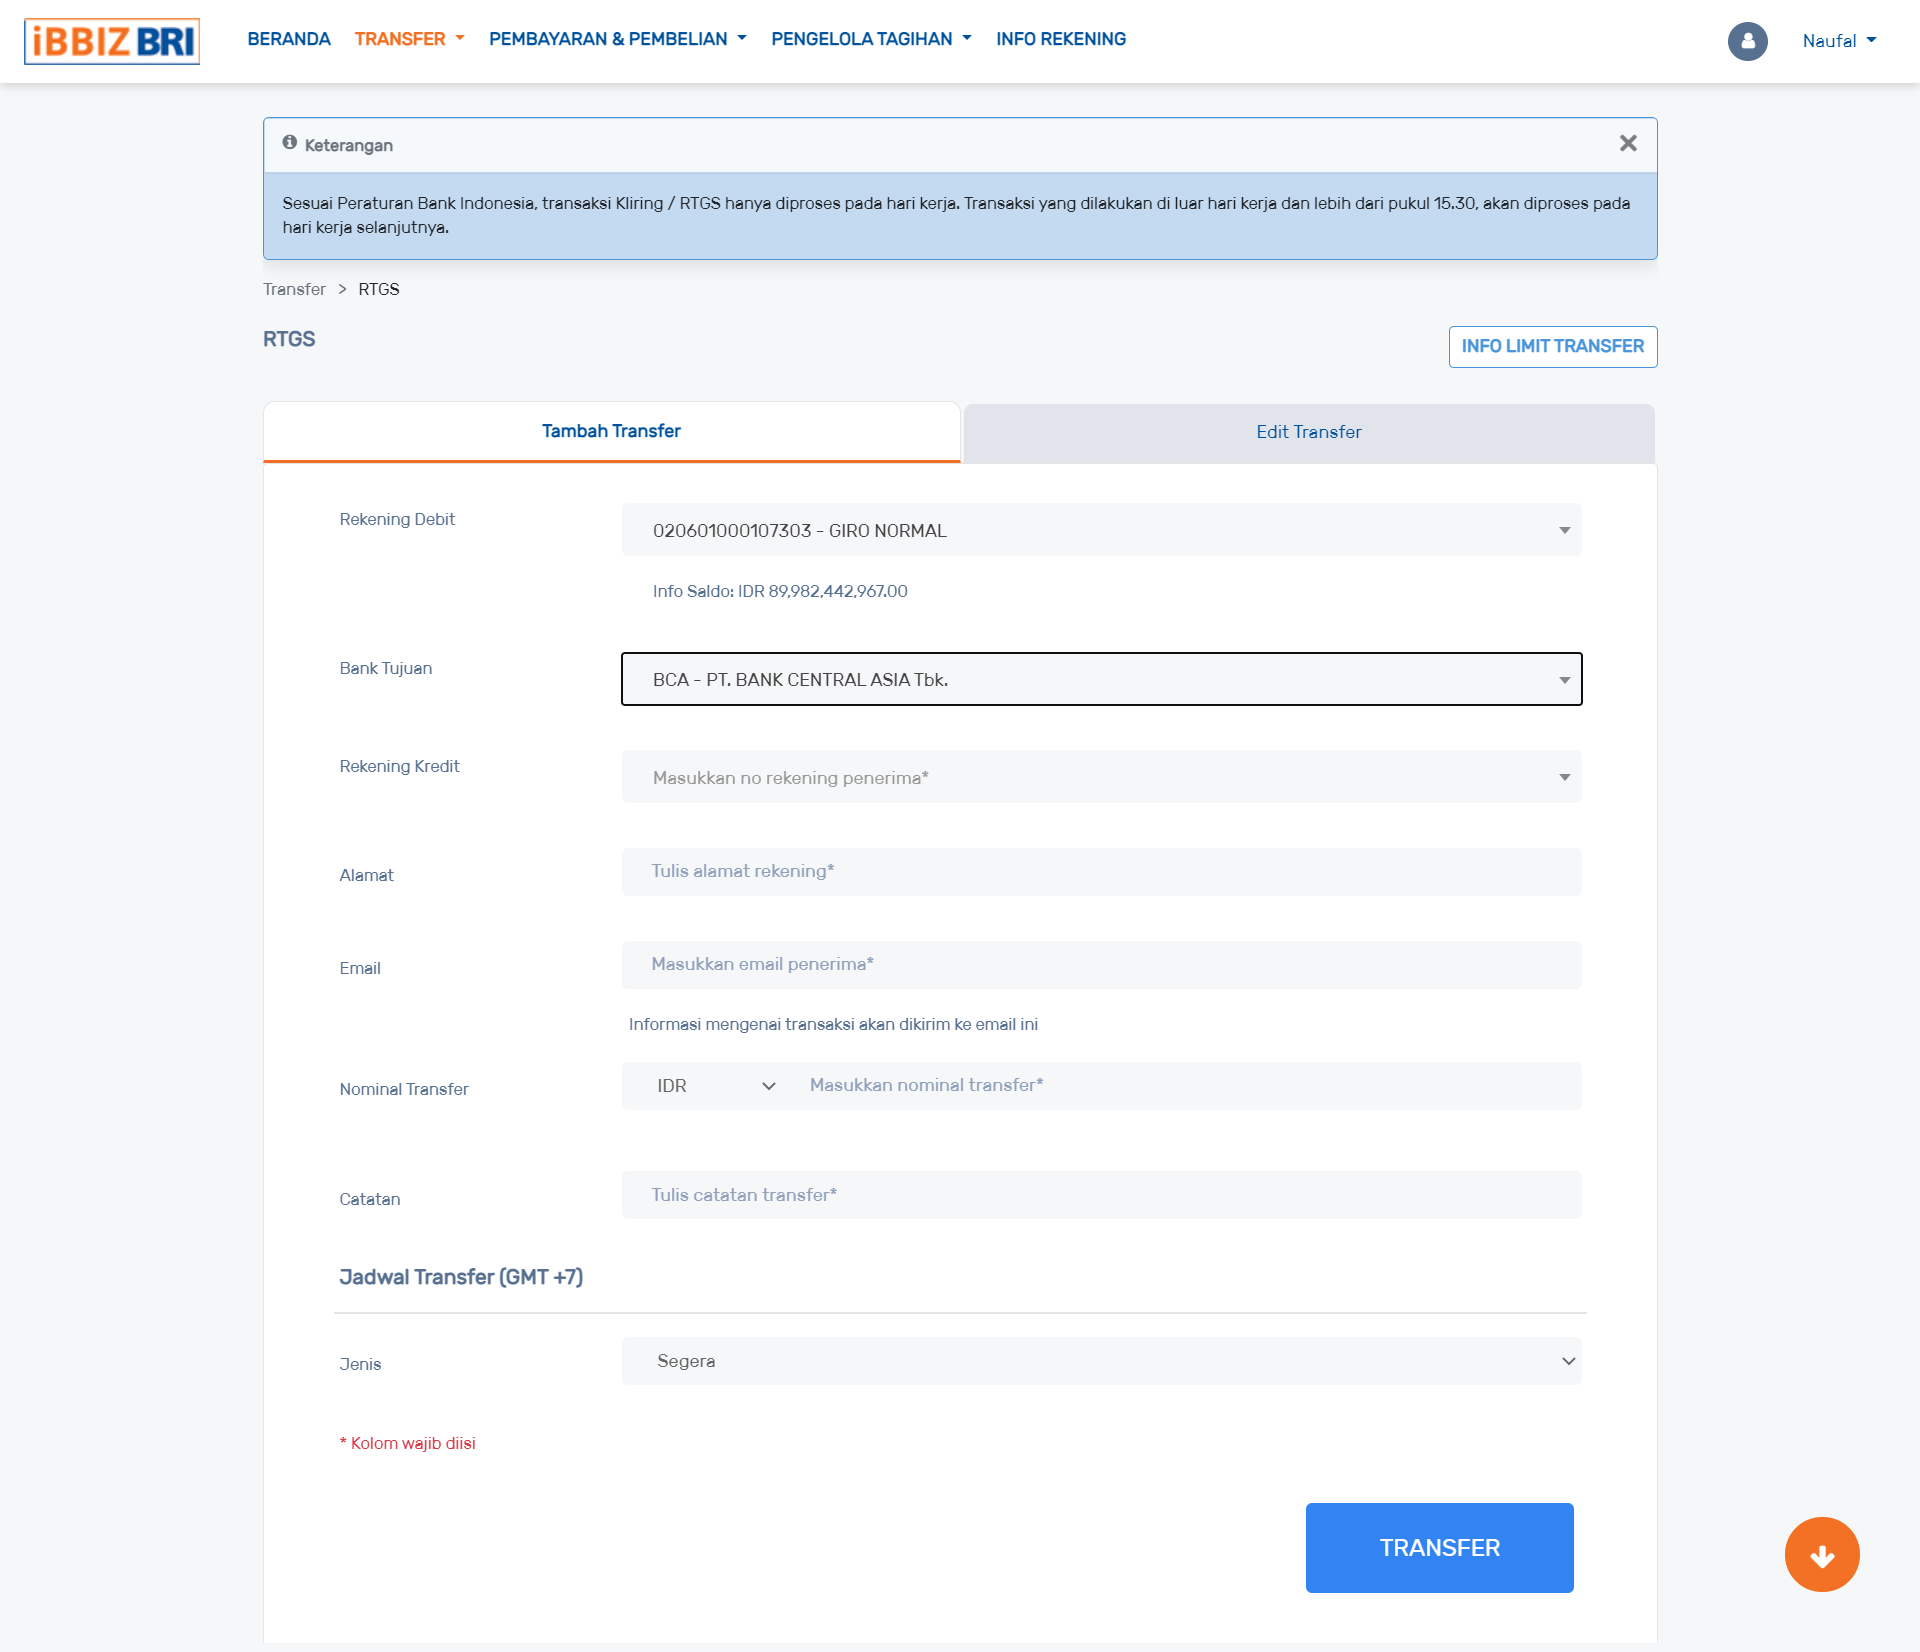 iBBIZ BRI
BERANDA TRANSFER PEMBAYARAN & PEMBELIAN PENGELOLA TAGIHAN INFO REKENING Naufal
Keterangan
Sesuai Peraturan Bank Indonesia, transaksi Kliring / RTGS hanya diproses pada hari kerja. Transaksi yang dilakukan di luar hari kerja dan lebih dari pukul 15.30, akan diproses pada
hari kerja selanjutnya.
Transfer > RTGS
RTGS
INFO LIMIT TRANSFER
Tambah Transfer Edit Transfer
Rekening Debit 020601000107303 - GIRO NORMAL
Info Saldo: IDR 89,982,442,967.00
Bank Tujuan BCA - PT. BANK CENTRAL ASIA Tbk.
Rekening Kredit Masukkan no rekening penerima*
Alamat Tulis alamat rekening*
Email Masukkan email penerima*
Informasi mengenai transaksi akan dikirim ke email ini
Nominal Transfer IDR Masukkan nominal transfer*
Catatan Tulis catatan transfer*
Jadwal Transfer (GMT +7)
Jenis Segera
* Kolom wajib diisi
TRANSFER